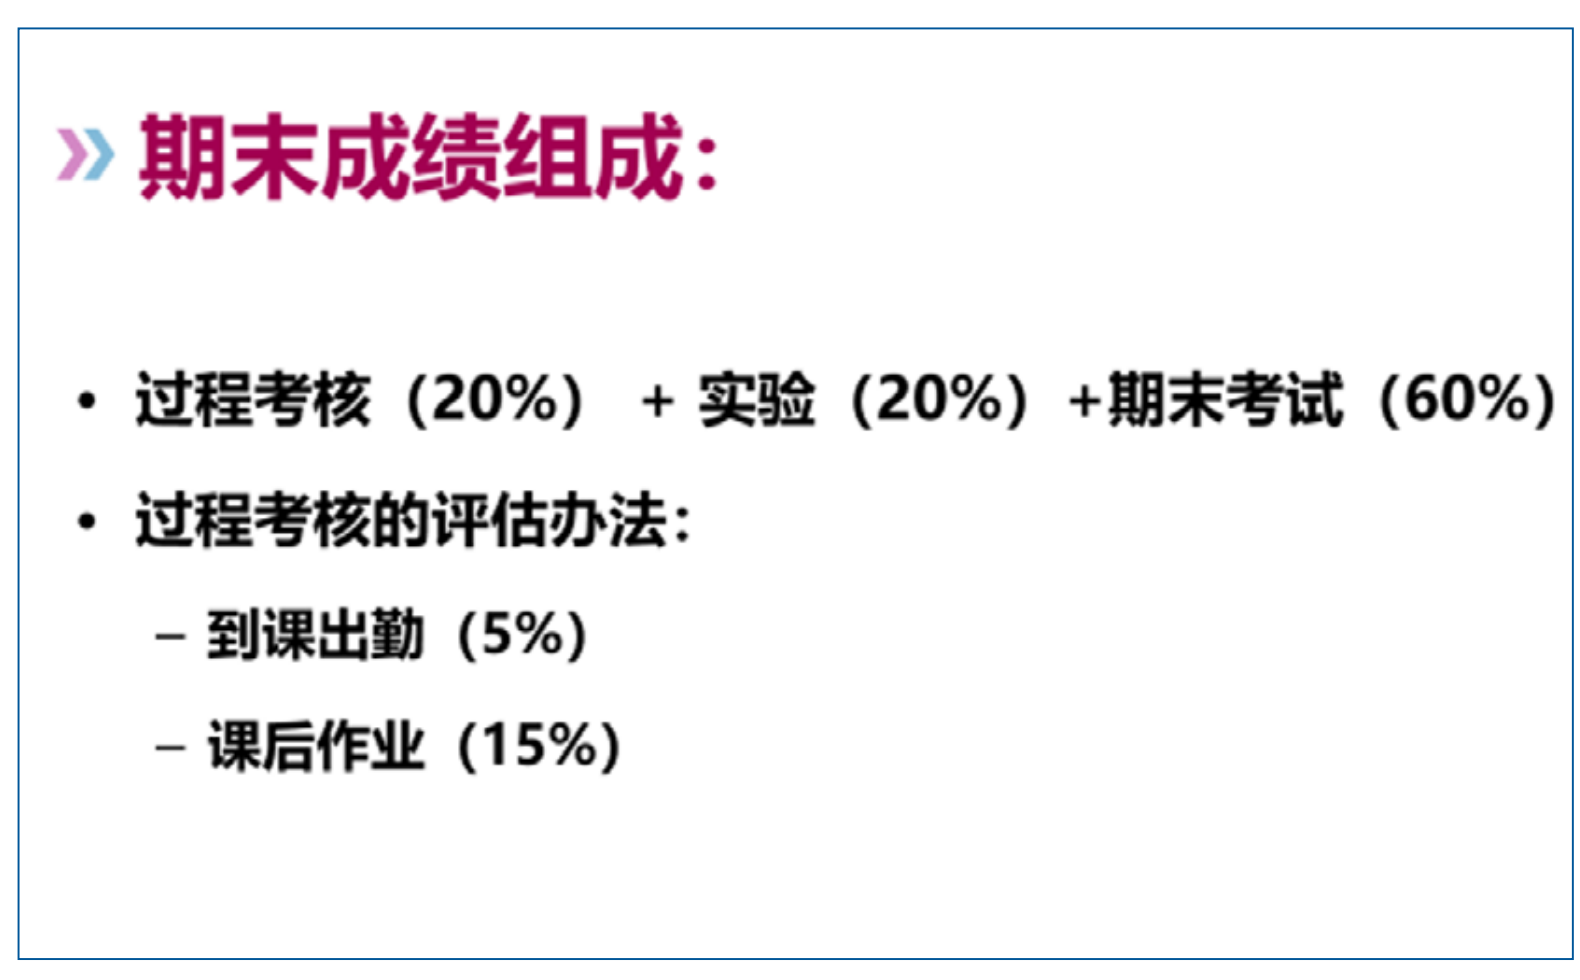 期末成绩组成：
• 过程考核（20%） + 实验（20%）+期末考试（60%）
• 过程考核的评估办法：
– 到课出勤（5%）
– 课后作业（15%）